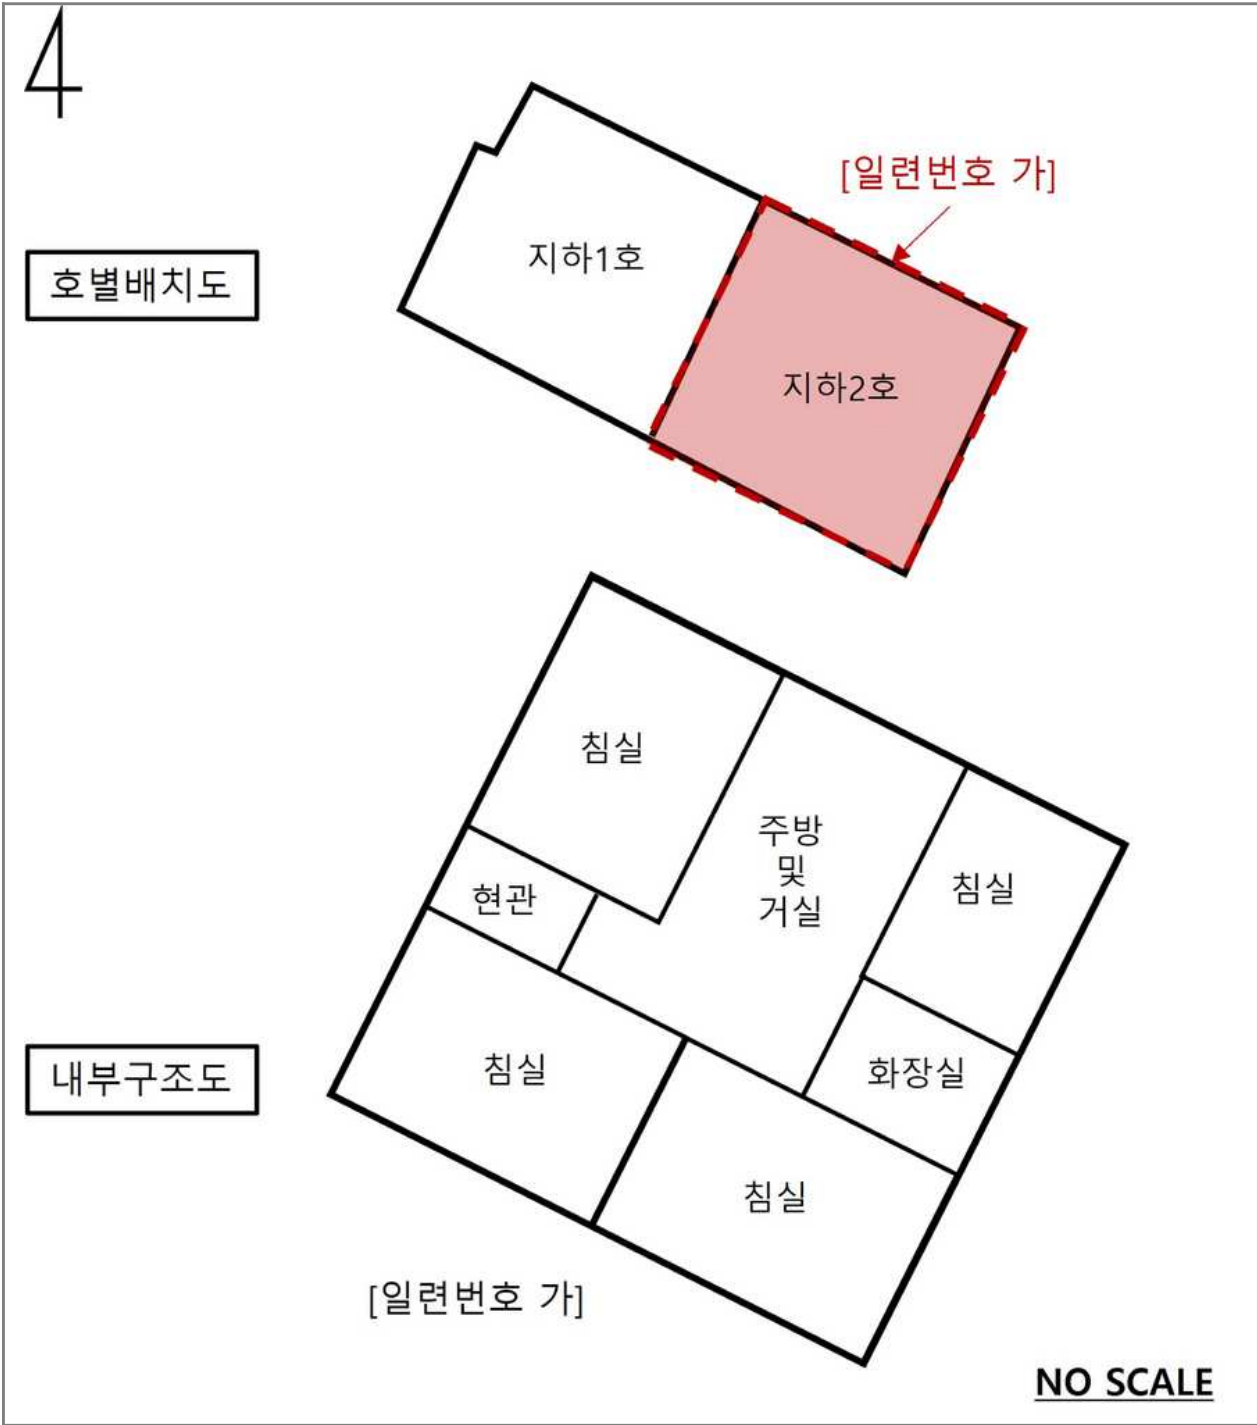 [일련번호 가]
호별배치도
지하1호
지하2호
침실
주방
및
거실
침실
현관
내부구조도
침실
화장실
침실
[일련번호 가]
NO SCALE